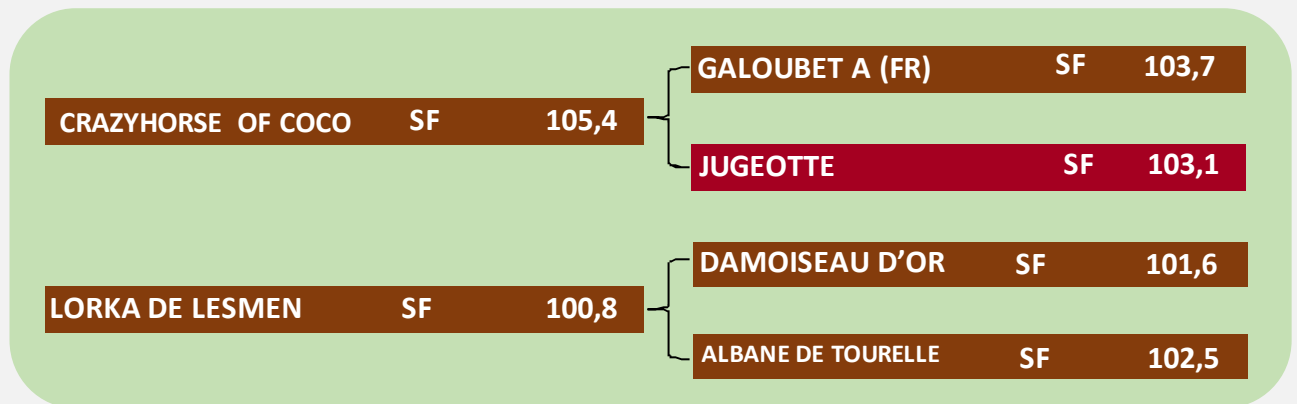 GALOUBET A (FR) SF 103,7
CRAZYHORSE OF COCO SF 105,4
JUGEOTTE SF 103,1
DAMOISEAU D’OR SF 101,6
LORKA DE LESMEN SF 100,8
ALBANE DE TOURELLE SF 102,5